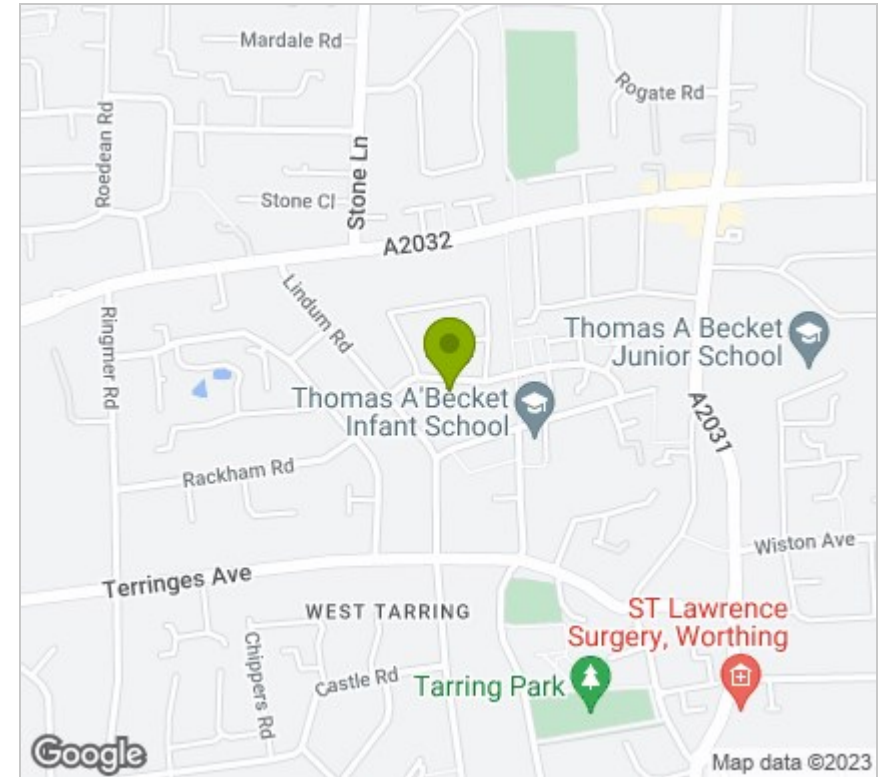 Mardale Rd
Rogate Rd
Roedean Rd
Stone Ln
Stone Cl
A2032
Lindum Rd
Ringmer Rd
Thomas A Becket
Junior School
Thomas A'Becket
Infant School
A2031
Rackham Rd
Wiston Ave
Terringes Ave
WEST TARRING
ST Lawrence
Surgery, Worthing
Chippers Rd
Castle Rd
Tarring Park
Google
Map data ©2023